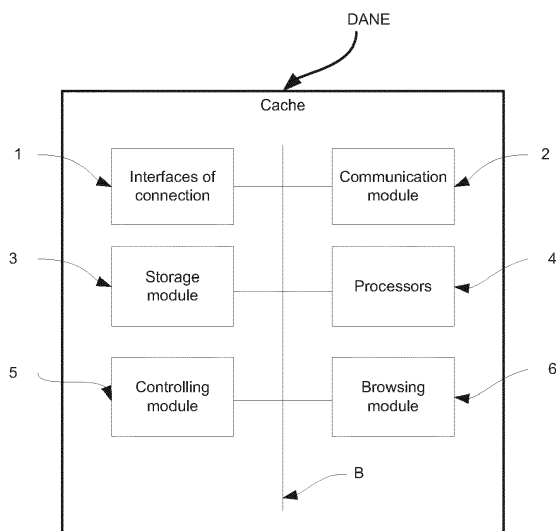 DANE
Cache
1
Interfaces of
connection
Communication
module
2
3
Storage
module
Processors
4
5
Controlling
module
Browsing
module
6
B